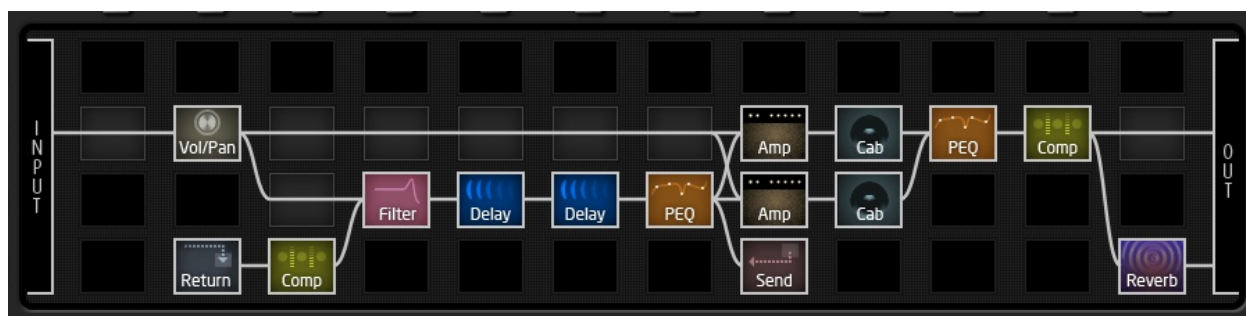 INPUT
Vol/Pan
Amp
Cab
PEQ
Comp
OUT
Filter
Delay
Delay
PEQ
Amp
Cab
Return
Comp
Send
Reverb